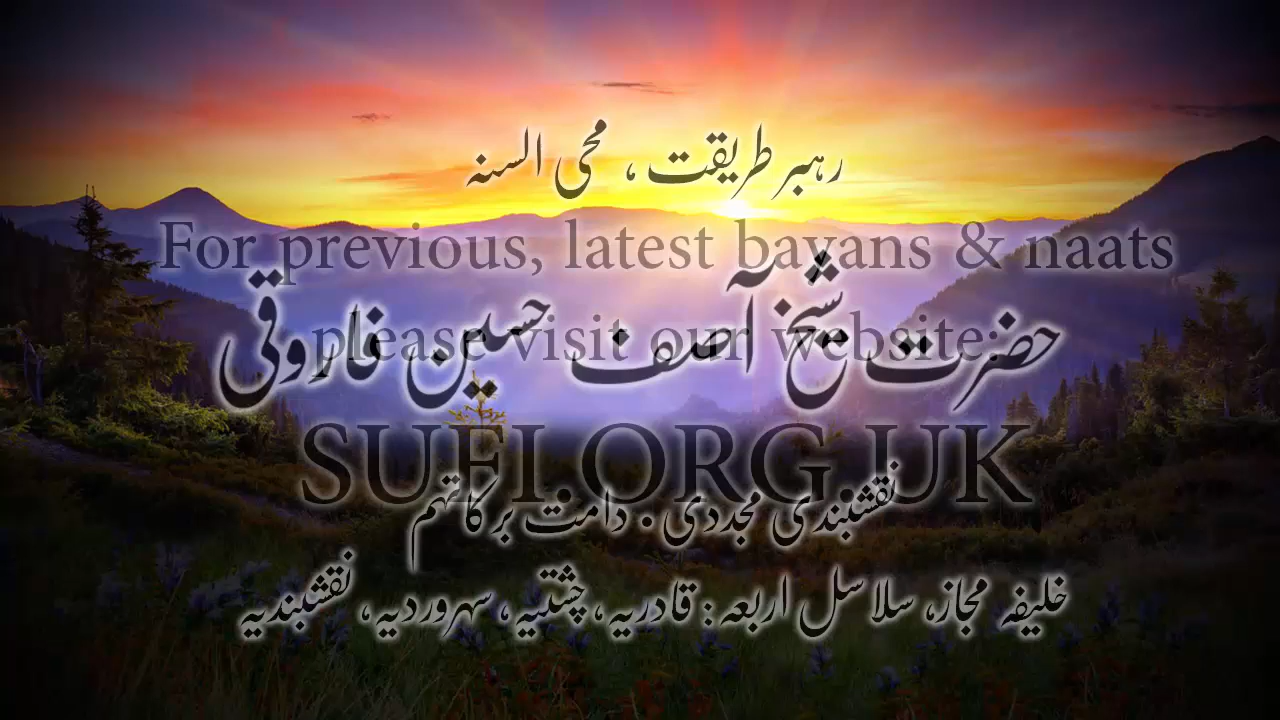 رہبر طریقت، محی السنہ
For previous, latest bayans & naats
حضرت شیخ آصف حسین فاروقی
please visit our website:
SUFI.ORG.UK
نقشبندی مجددی . دامت برکاتہم
خلیفہ مجاز، سلاسل اربعہ: قادریہ، چشتیہ، سہروردیہ، نقشبندیہ